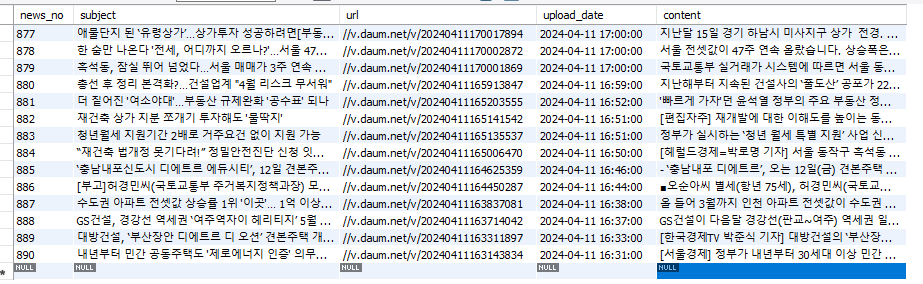 news_no subject url upload_date content
877 애물단지 된 '유령상가'...상가투자 성공하려면[부동... //v.daum.net/v/20240411170017894 2024-04-11 17:00:00 지난달 15일 경기 하남시 미사지구 상가 전경. ...
878 한 숨만 나온다 '전세, 어디까지 오르나?'...서울 47... //v.daum.net/v/20240411170002872 2024-04-11 17:00:00 서울 전셋값이 47주 연속 올랐습니다. 상승폭은...
879 흑석동, 잠실 뛰어 넘었다...서울 매매가 3주 연속 ... //v.daum.net/v/20240411170001869 2024-04-11 17:00:00 국토교통부 실거래가 시스템에 따르면 서울 동...
880 총선 후 정리 본격화?...건설업계 "4월 리스크 무서워" //v.daum.net/v/20240411165913847 2024-04-11 16:59:00 지난해부터 지속된 건설사의 '줄도산' 공포가 22...
881 더 짙어진 '여소야대'...부동산 규제완화 '공수표' 되나 //v.daum.net/v/20240411165203555 2024-04-11 16:52:00 '빠르게 가자'던 윤석열 정부의 주요 부동산 정...
882 재건축 상가 지분 쪼개기 투자해도 '물딱지' //v.daum.net/v/20240411165141542 2024-04-11 16:51:00 [편집자주] 재개발에 대한 이해도를 높이는 동...
883 청년월세 지원기간 2배로 거주요건 없이 지원 가능 //v.daum.net/v/20240411165135537 2024-04-11 16:51:00 정부가 실시하는 '청년 월세 특별 지원' 사업 신...
884 "재건축 법개정 못기다려!" 정밀안전진단 신청 잇... //v.daum.net/v/20240411165006470 2024-04-11 16:50:00 [헤럴드경제=박로명 기자] 서울 동작구 흑석동 ...
885 '충남내포신도시 디에트르 에듀시티', 12일 견본주... //v.daum.net/v/20240411164625359 2024-04-11 16:46:00 - '충남내포 디에트르', 오는 12일(금) 견본주택 ...
886 [부고]허경민씨(국토교통부 주거복지정책과장) 모... //v.daum.net/v/20240411164450287 2024-04-11 16:44:00 ■오순아씨 별세(향년 75세), 허경민씨(국토교...
887 수도권 아파트 전셋값 상승률 1위 '이곳'... 1억 이상... //v.daum.net/v/20240411163837081 2024-04-11 16:38:00 올 들어 3월까지 인천 아파트 전셋값이 수도권 ...
888 GS건설, 경강선 역세권 '여주역자이 헤리티지' 5월 ... //v.daum.net/v/20240411163714042 2024-04-11 16:37:00 GS건설이 다음달 경강선(판교~여주) 역세권 일...
889 대방건설, '부산장안 디에트르 디 오션' 견본주택 개... //v.daum.net/v/20240411163311897 2024-04-11 16:33:00 [한국경제TV 박준식 기자] 대방건설의 '부산장...
890 내년부터 민간 공동주택도 '제로에너지 인증' 의무... //v.daum.net/v/20240411163143834 2024-04-11 16:31:00 [서울경제] 정부가 내년부터 30세대 이상 민간 ...
* NULL NULL NULL NULL NULL